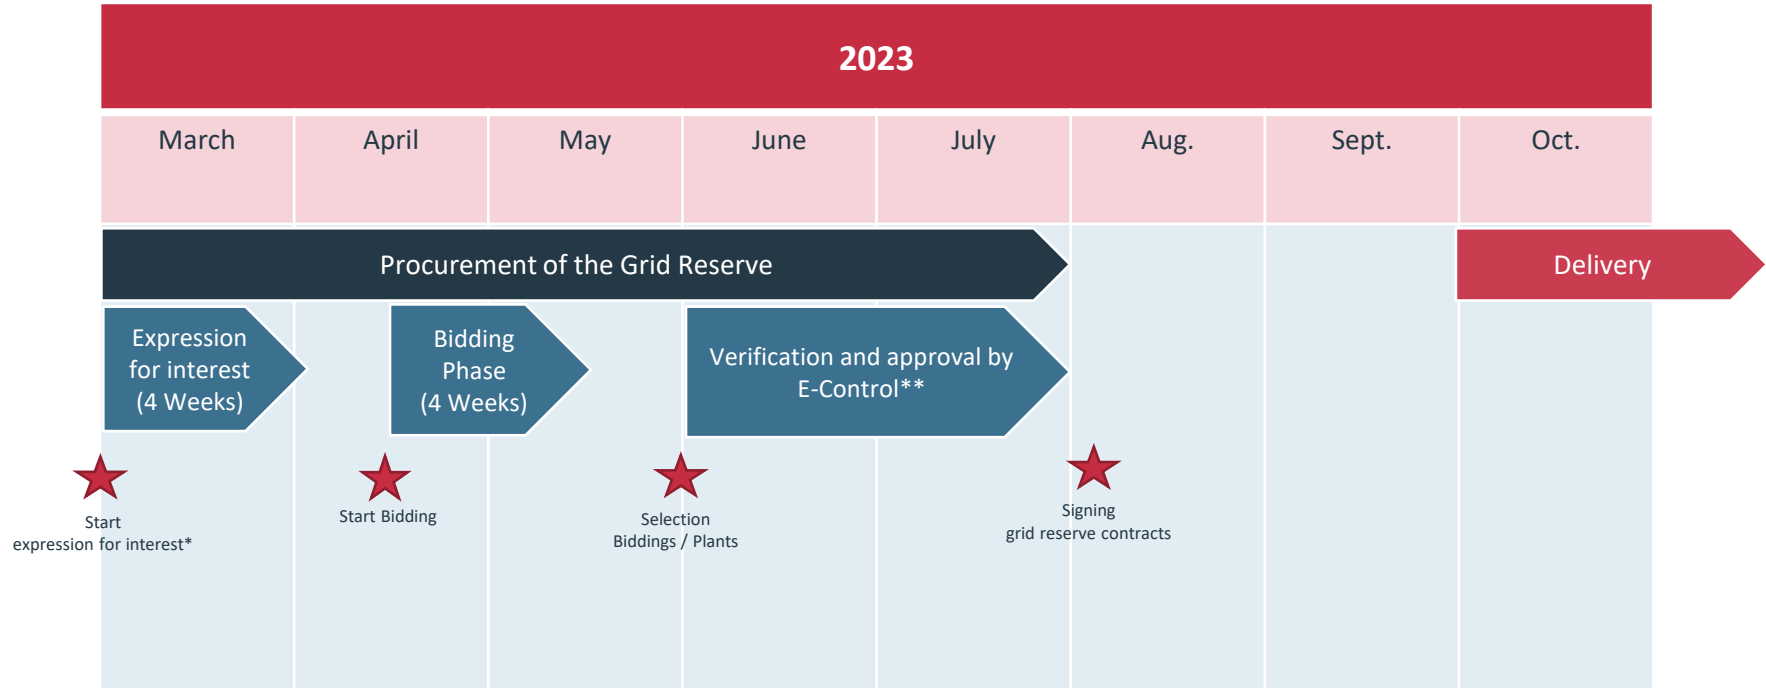 2023
March
April
May
June
July
Aug.
Sept.
Oct.
Procurement of the Grid Reserve
Delivery
Expression
for interest
(4 Weeks)
Bidding
Phase
(4 Weeks)
Verification and approval by
E-Control**
Start
expression for interest*
Start Bidding
Selection
Biddings / Plants
Signing
grid reserve contracts